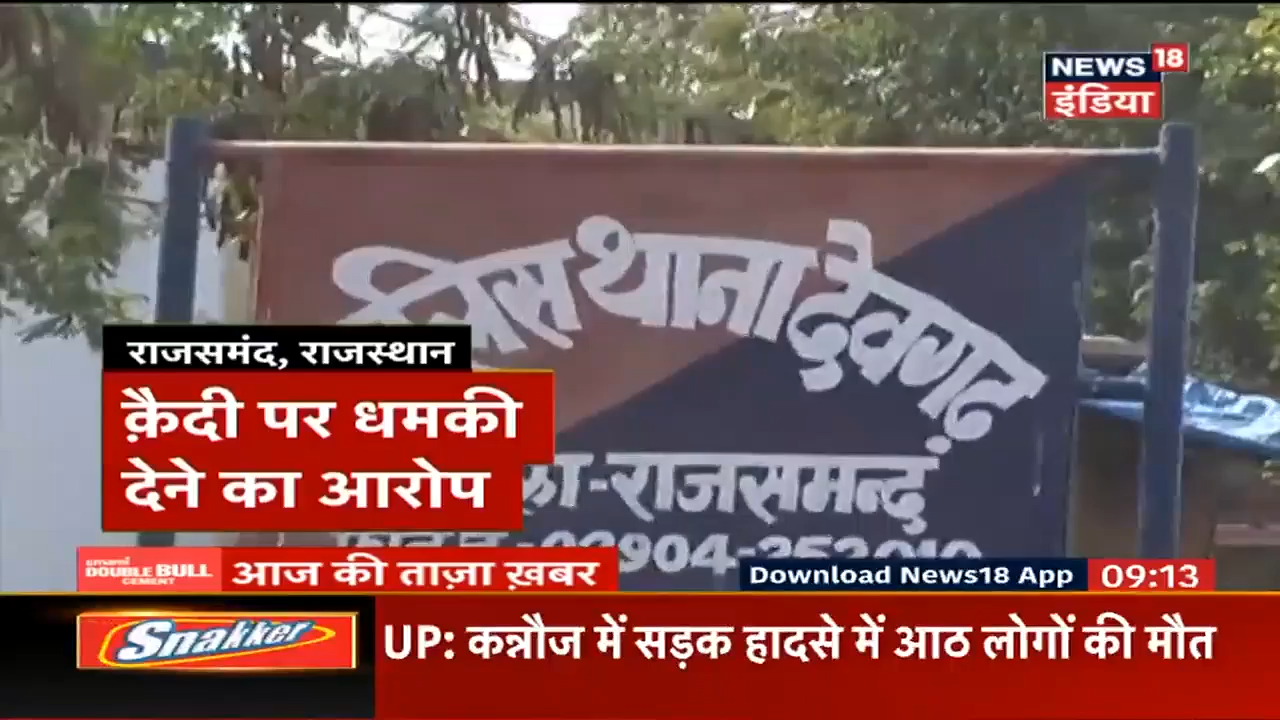 NEWS 18
इंडिया
थाना देवगढ़
राजसमंद, राजस्थान
क़ैदी पर धमकी
देने का आरोप
-राजसमन्दं
DOUBLE BULL
CEMENT
आज की ताज़ा ख़बर
Download News18 App
09:13
Snakker
UP: कन्नौज में सड़क हादसे में आठ लोगों की मौत